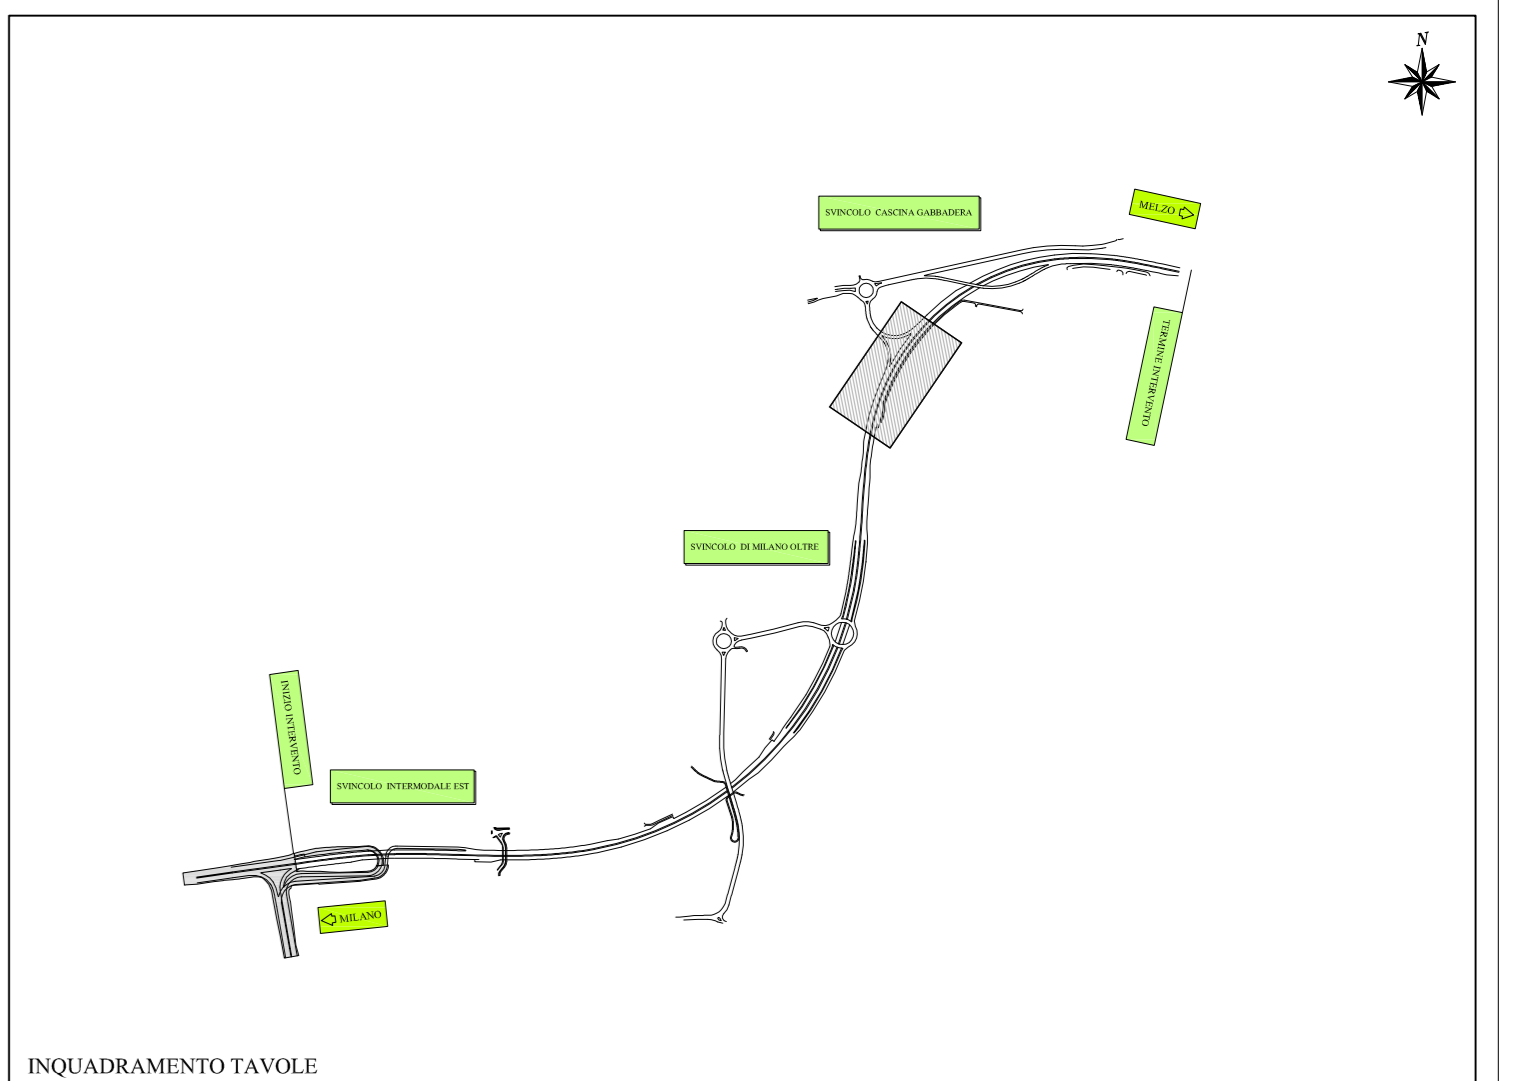 N
MELZO
SVINCOLO CASCINA GABBADERA
TERMINE INTERVENTO
SVINCOLO DI MILANO OLTRE
INIZIO INTERVENTO
SVINCOLO INTERMODALE EST
MILANO
INQUADRAMENTO TAVOLE